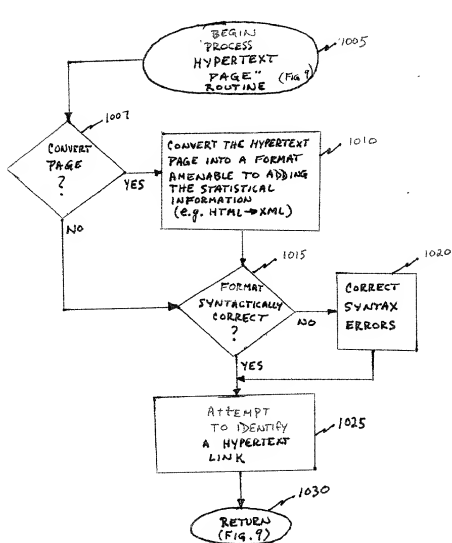 "BEGIN
PROCESS
HYPERTEXT
PAGE" (FIG 9)
ROUTINE
1005
1007
CONVERT
PAGE
?
YES
NO
CONVERT THE HYPERTEXT
PAGE INTO A FORMAT
AMENABLE TO ADDING
THE STATISTICAL
INFORMATION
(e.g. HTML→XML)
1010
1015
FORMAT
SYNTACTICALLY
CORRECT
?
NO
YES
1020
CORRECT
SYNTAX
ERRORS
AttEMPT
TO IDENTIFY
A HYPERTEXT
LINK
1025
1030
RETURN
(FIG. 9)